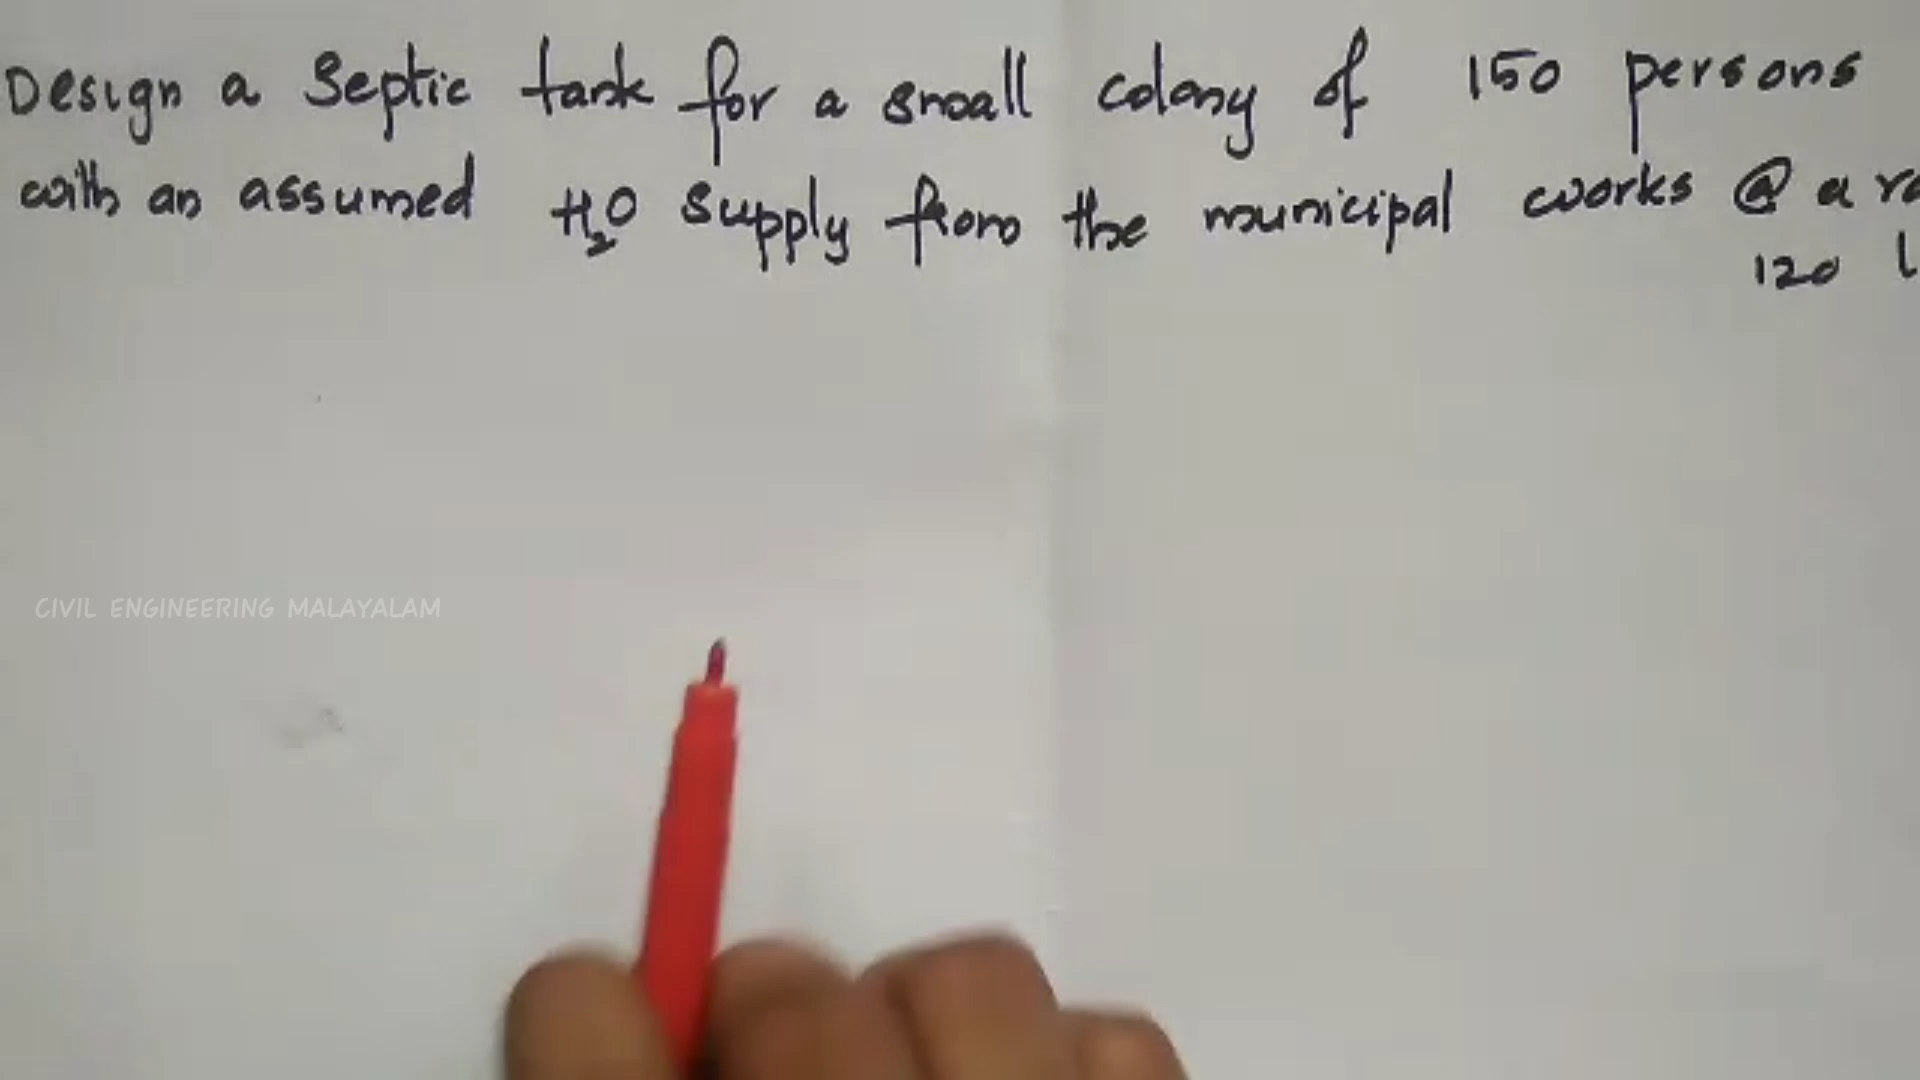 Design a Septic tank for a small colony of 150 persons
with an assumed H₂O supply from the municipal works @ a
120
CIVIL ENGINEERING MALAYALAM